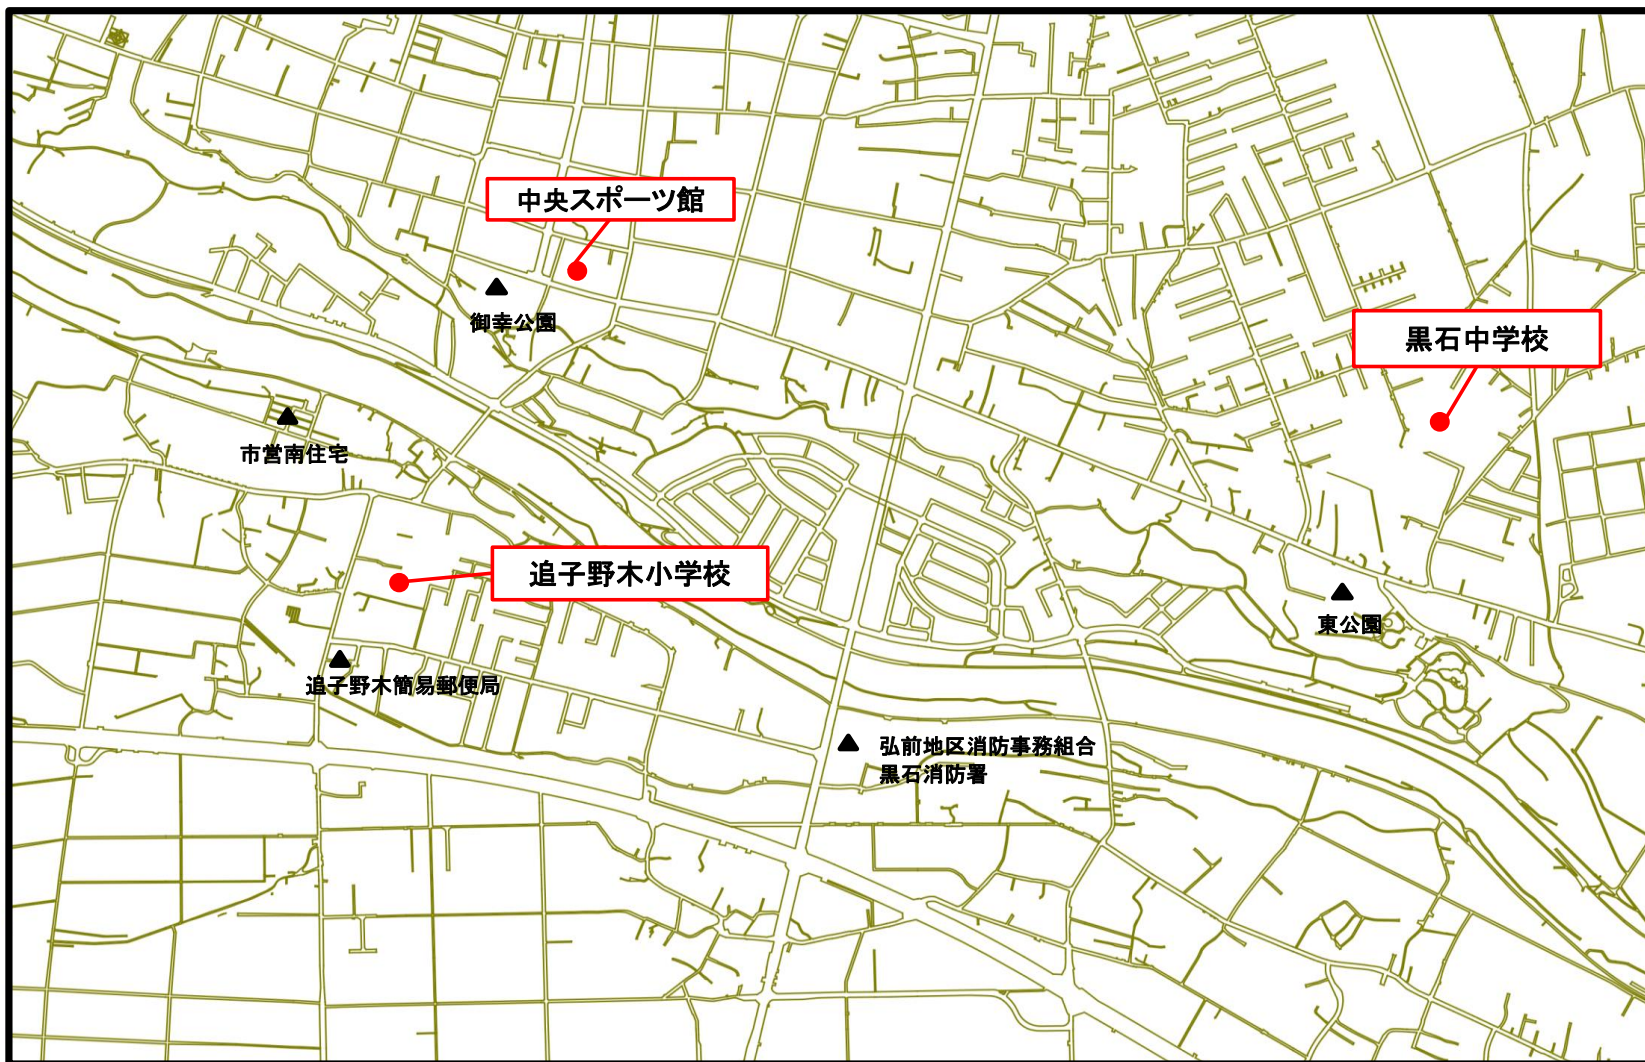 中央スポーツ館
御幸公園
黒石中学校
市営南住宅
追子野木小学校
東公園
追子野木簡易郵便局
弘前地区消防事務組合
黒石消防署